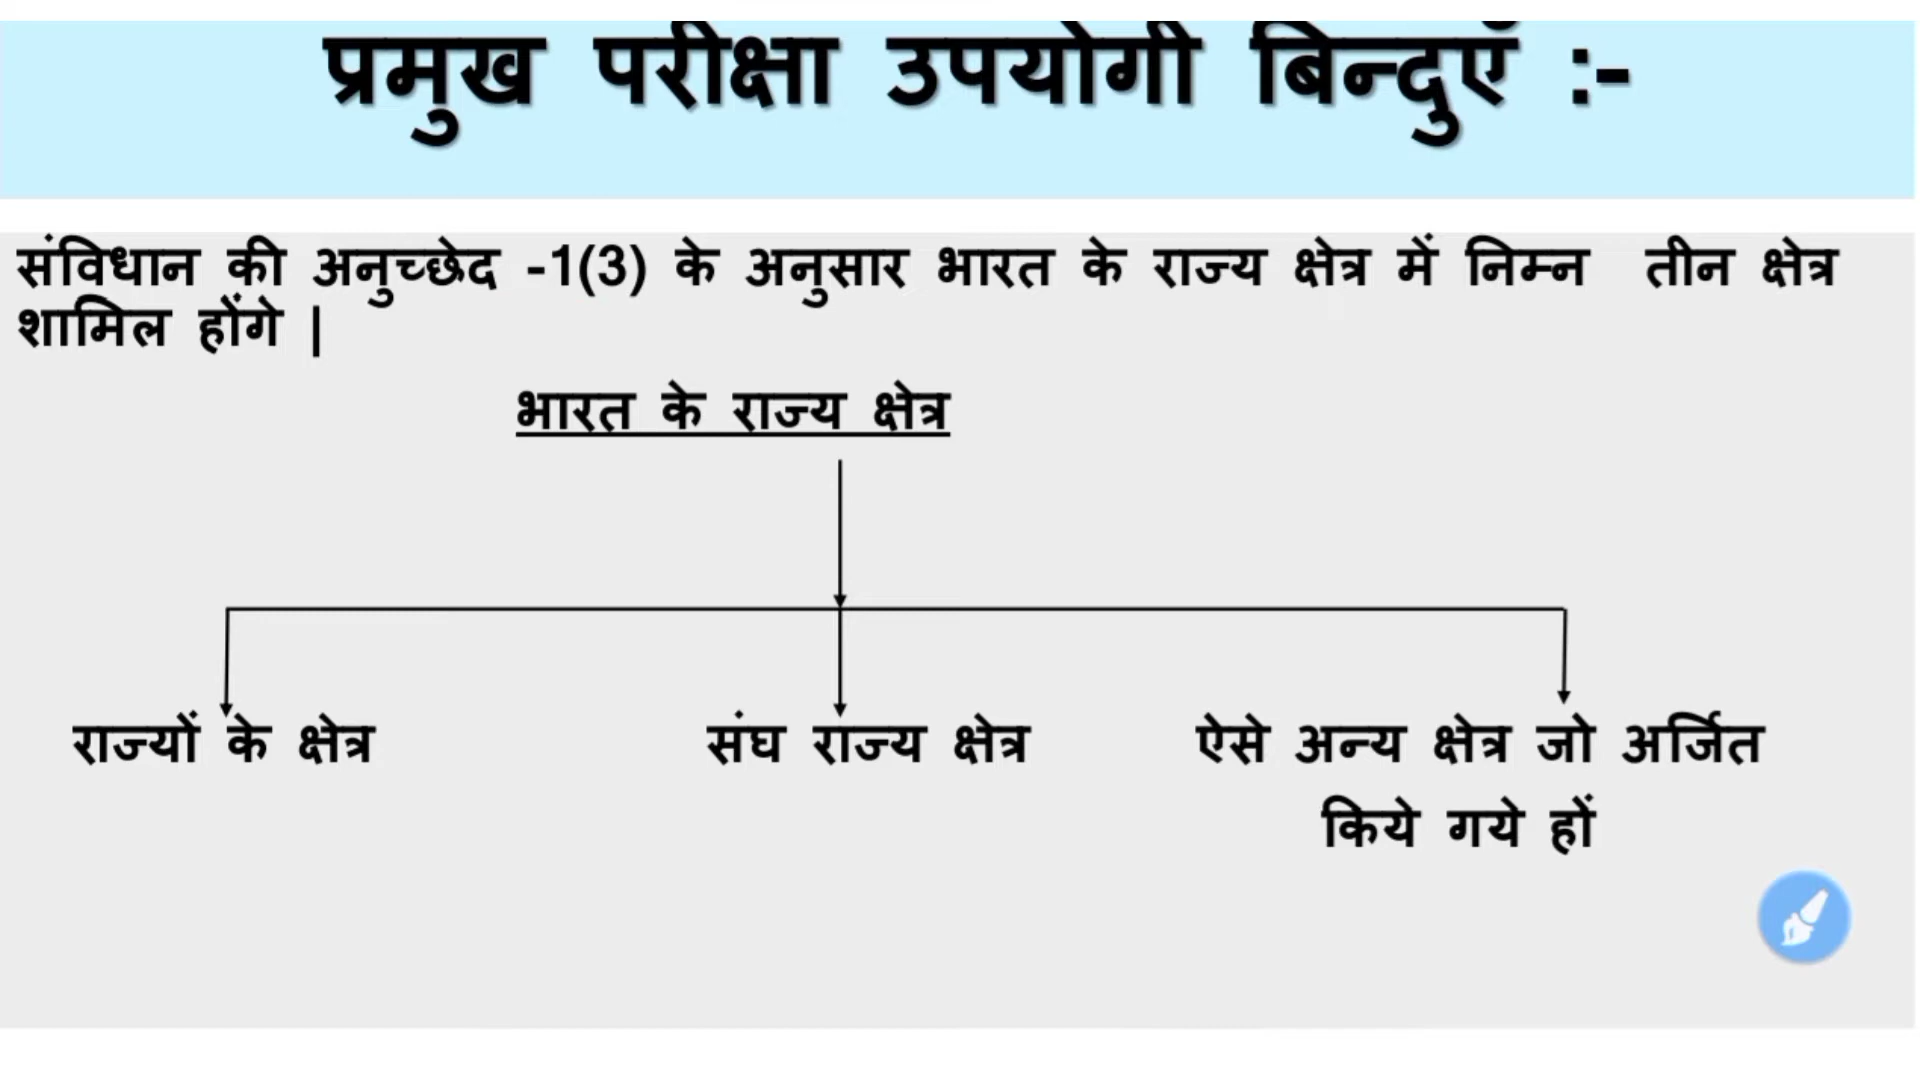 प्रमुख परीक्षा उपयोगी बिन्दुएँ :-
संविधान की अनुच्छेद -1(3) के अनुसार भारत के राज्य क्षेत्र में निम्न तीन क्षेत्र
शामिल होंगे |
भारत के राज्य क्षेत्र
राज्यों के क्षेत्र
संघ राज्य क्षेत्र
ऐसे अन्य क्षेत्र जो अर्जित
किये गये हों